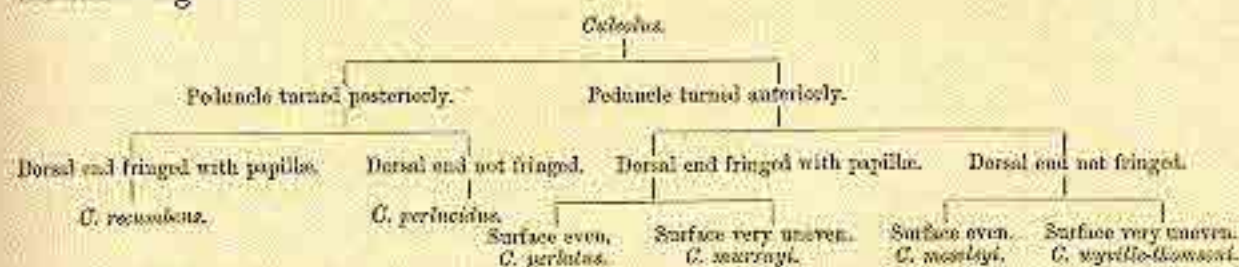 Culeolus.
Peduncle turned posteriorly. Peduncle turned anteriorly.
Dorsal end fringed with papillæ. Dorsal end not fringed. Dorsal end fringed with papillæ. Dorsal end not fringed.
C. recumbens. C. perlucidus.
Surface even. Surface very uneven. Surface even. Surface very uneven.
C. perlatus. C. murrayi. C. moseleyi. C. wyville-thomsoni.